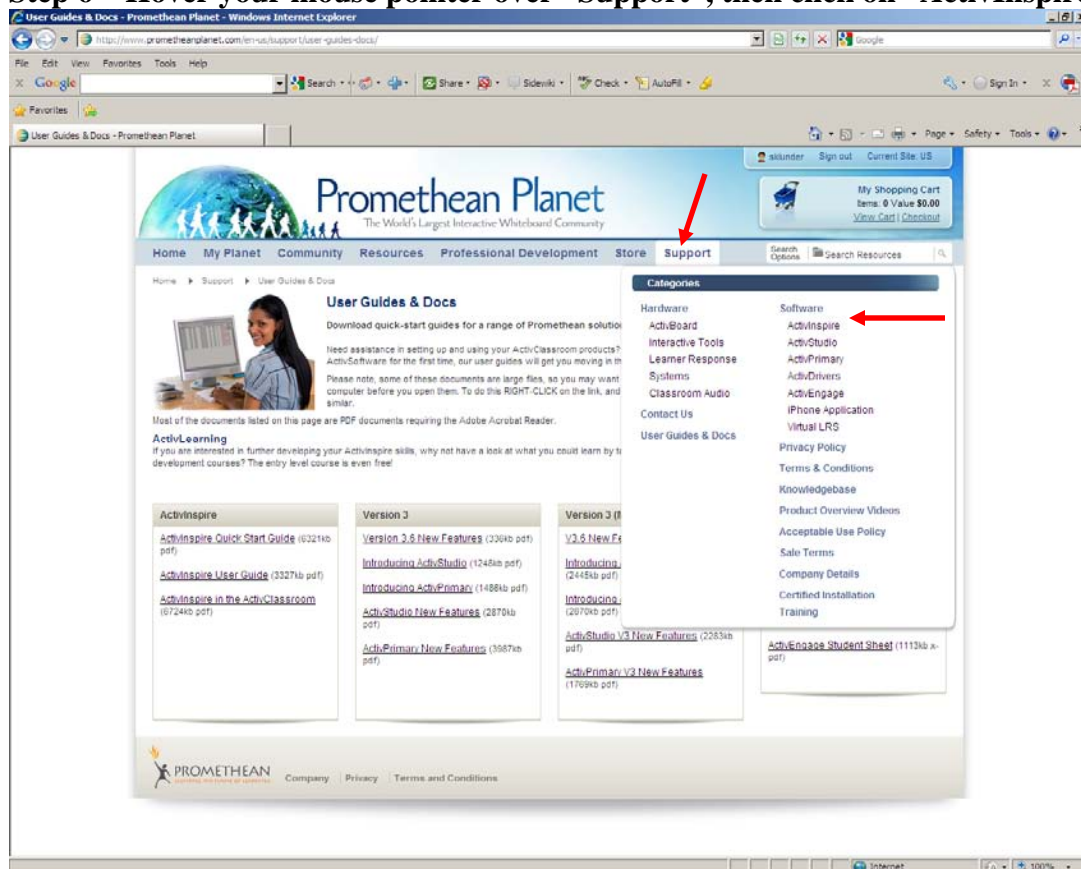 Step 6 – Hover your mouse pointer over "Support", then click on "ActivInspire
User Guides & Docs - Promethean Planet - Windows Internet Explorer
http://www.prometheanplanet.com/en-us/support/user-guides-docs/
Google
File Edit View Favorites Tools Help
x Google Search Share Sidewiki Check AutoFill Sign In
Favorites
User Guides & Docs - Promethean Planet
Page Safety Tools
Sign out Current Site: US
Promethean Planet
The World's Largest Interactive Whiteboard Community
My Shopping Cart
Items: 0 Value $0.00
View Cart | Checkout
Home My Planet Community Resources Professional Development Store Support
Search Options Search Resources
Home Support User Guides & Docs
User Guides & Docs
Download quick-start guides for a range of Promethean solutio
Need assistance in setting up and using your ActivClassroom products?
ActivSoftware for the first time, our user guides will get you moving in th
Please note, some of these documents are large files, so you may want
computer before you open them. To do this RIGHT-CLICK on the link, and
similar.
Most of the documents listed on this page are PDF documents requiring the Adobe Acrobat Reader.
ActivLearning
If you are interested in further developing your ActivInspire skills, why not have a look at what you could learn by t
development courses? The entry level course is even free!
Categories
Hardware
ActivBoard
Interactive Tools
Learner Response
Systems
Classroom Audio
Contact Us
User Guides & Docs
Software
ActivInspire
ActivStudio
ActivPrimary
ActivDrivers
ActivEngage
iPhone Application
Virtual LRS
Privacy Policy
Terms & Conditions
Knowledgebase
Product Overview Videos
Acceptable Use Policy
Sale Terms
Company Details
Certified Installation
Training
ActivInspire
ActivInspire Quick Start Guide (6321kb
pdf)
ActivInspire User Guide (3327kb pdf)
ActivInspire in the ActivClassroom
(6724kb pdf)
Version 3
Version 3.6 New Features (336kb pdf)
Introducing ActivStudio (1248kb pdf)
Introducing ActivPrimary (1486kb pdf)
ActivStudio New Features (2870kb
pdf)
ActivPrimary New Features (3987kb
pdf)
Version 3 (
V3.6 New Fe
Introducing
(2445kb pdf)
Introducing
(2670kb pdf)
ActivStudio V3 New Features (2283kb
pdf)
ActivPrimary V3 New Features
(1769kb pdf)
ActivEngage Student Sheet (1113kb x-
pdf)
PROMETHEAN
Company Privacy Terms and Conditions
Internet 100%